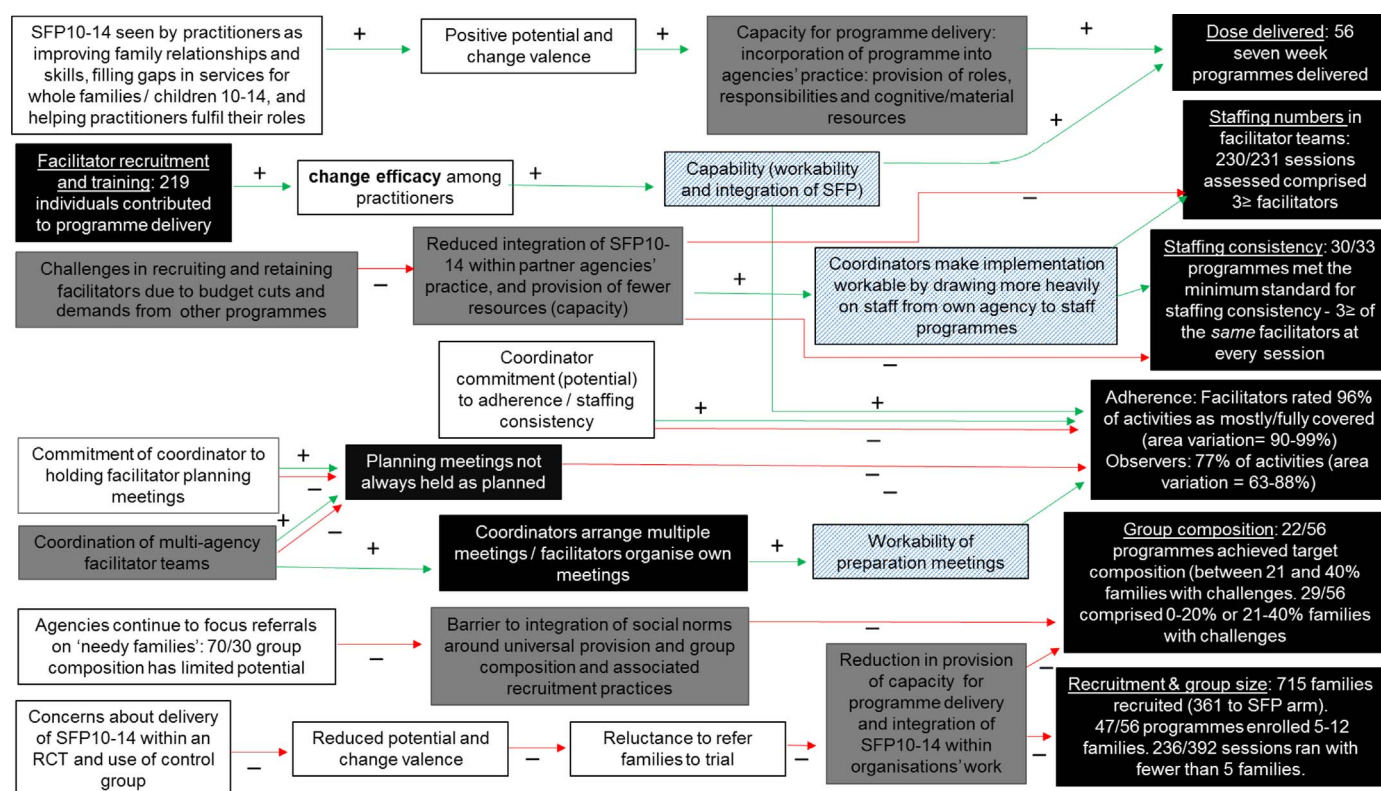 SFP10-14 seen by practitioners as
improving family relationships and
skills, filling gaps in services for
whole families / children 10-14, and
helping practitioners fulfil their roles
+
Positive potential and
change valence
+
Capacity for programme delivery:
incorporation of programme into
agencies' practice: provision of roles,
responsibilities and cognitive/material
resources
+
Dose delivered: 56
seven week
programmes delivered
+
Facilitator recruitment
and training: 219
individuals contributed
to programme delivery
+
change efficacy among
practitioners
+
Capability (workability
and integration of SFP)
Staffing numbers in
facilitator teams:
230/231 sessions
assessed comprised
3≥ facilitators
–
Challenges in recruiting and retaining
facilitators due to budget cuts and
demands from other programmes
–
Reduced integration of SFP10-
14 within partner agencies'
practice, and provision of fewer
resources (capacity)
+
Coordinators make implementation
workable by drawing more heavily
on staff from own agency to staff
programmes
Staffing consistency: 30/33
programmes met the
minimum standard for
staffing consistency - 3≥ of
the same facilitators at
every session
–
Coordinator
commitment (potential)
to adherence / staffing
consistency
+
+
–
Adherence: Facilitators rated 96%
of activities as mostly/fully covered
(area variation= 90-99%)
Observers: 77% of activities (area
variation = 63-88%)
Commitment of coordinator to
holding facilitator planning
meetings
+
–
Planning meetings not
always held as planned
–
–
Coordination of multi-agency
facilitator teams
+
–
+
Coordinators arrange multiple
meetings / facilitators organise own
meetings
+
Workability of
preparation meetings
Group composition: 22/56
programmes achieved target
composition (between 21 and 40%
families with challenges. 29/56
comprised 0-20% or 21-40% families
with challenges
Agencies continue to focus referrals
on 'needy families': 70/30 group
composition has limited potential
–
Barrier to integration of social norms
around universal provision and group
composition and associated
recruitment practices
–
Reduction in provision
of capacity for
programme delivery
and integration of
SFP10-14 within
organisations' work
–
–
Recruitment & group size: 715 families
recruited (361 to SFP arm).
47/56 programmes enrolled 5-12
families. 236/392 sessions ran with
fewer than 5 families.
Concerns about delivery
of SFP10-14 within an
RCT and use of control
group
–
Reduced potential and
change valence
–
Reluctance to refer
families to trial
–